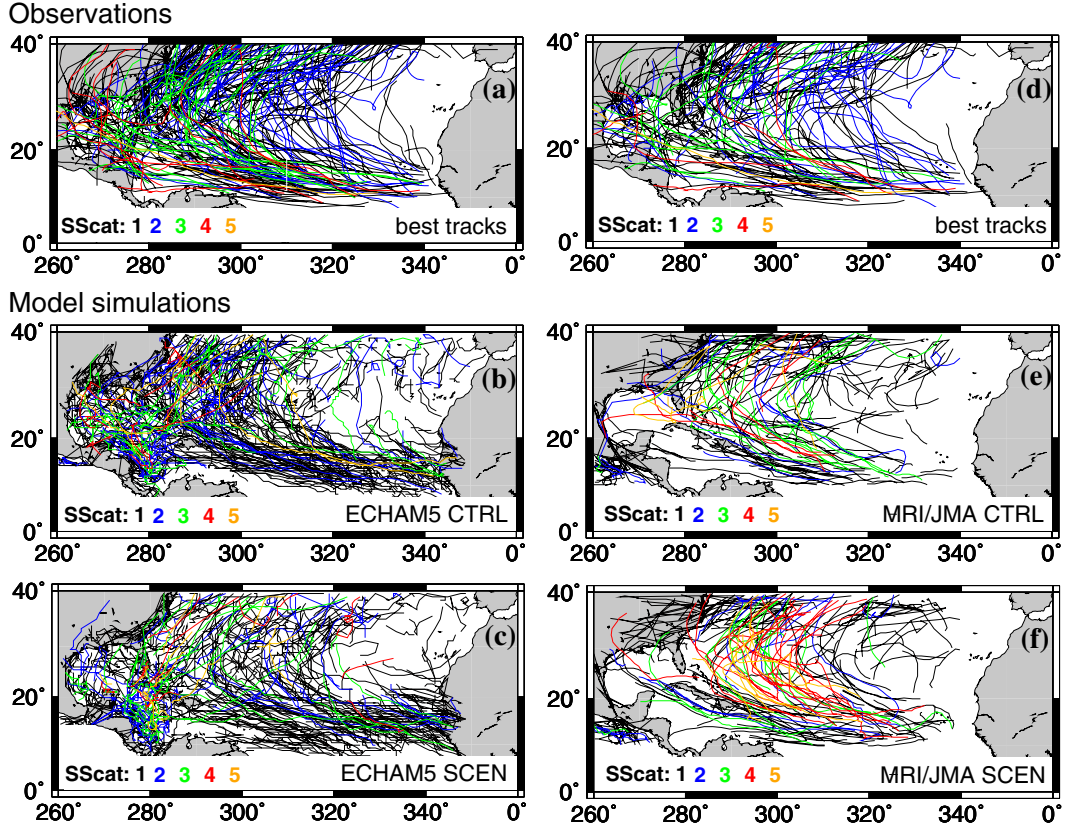 Observations
40°
20°
0°
(a)
SScat: 1 2 3 4 5
best tracks
260° 280° 300° 320° 340° 0°
40°
20°
0°
(d)
SScat: 1 2 3 4 5
best tracks
260° 280° 300° 320° 340° 0°
Model simulations
40°
20°
0°
(b)
SScat: 1 2 3 4 5
ECHAM5 CTRL
260° 280° 300° 320° 340° 0°
40°
20°
0°
(e)
SScat: 1 2 3 4 5
MRI/JMA CTRL
260° 280° 300° 320° 340° 0°
40°
20°
0°
(c)
SScat: 1 2 3 4 5
ECHAM5 SCEN
260° 280° 300° 320° 340° 0°
40°
20°
0°
(f)
SScat: 1 2 3 4 5
MRI/JMA SCEN
260° 280° 300° 320° 340° 0°